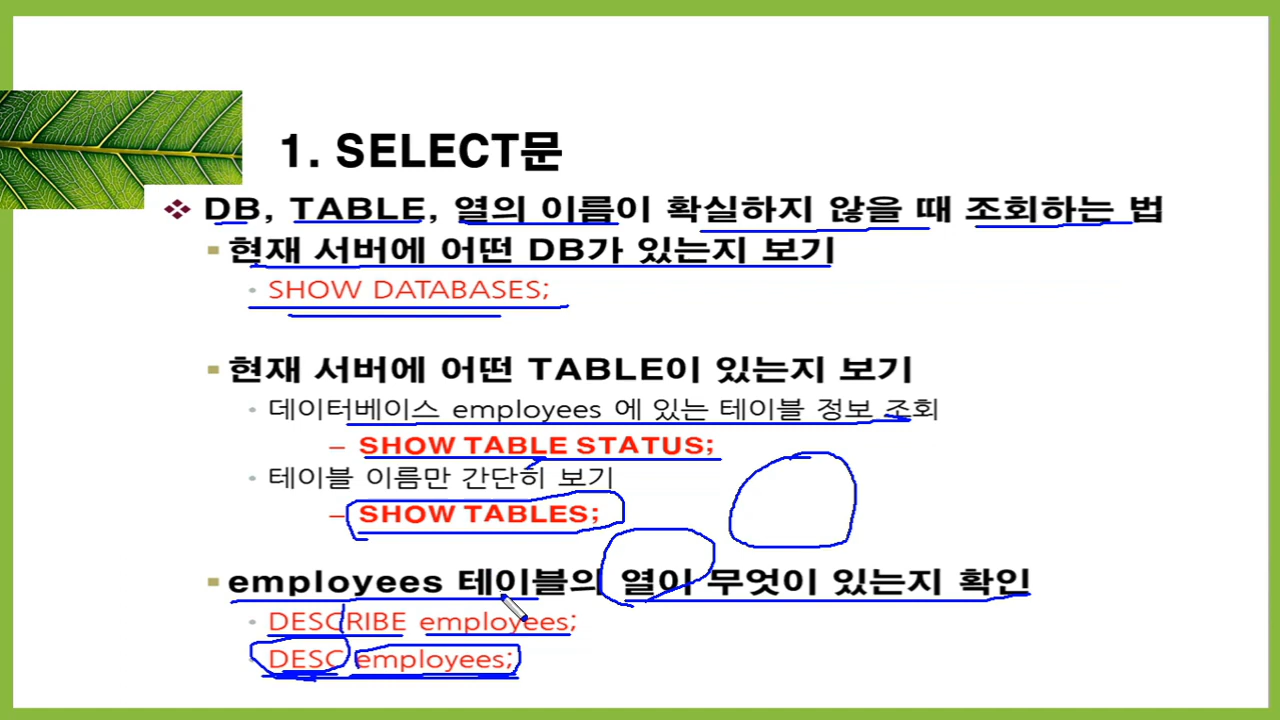 1. SELECT문
❖ DB, TABLE, 열의 이름이 확실하지 않을 때 조회하는 법
▪ 현재 서버에 어떤 DB가 있는지 보기
• SHOW DATABASES;
▪ 현재 서버에 어떤 TABLE이 있는지 보기
• 데이터베이스 employees 에 있는 테이블 정보 조회
– SHOW TABLE STATUS;
• 테이블 이름만 간단히 보기
– SHOW TABLES;
▪ employees 테이블의 열이 무엇이 있는지 확인
• DESCRIBE employees;
• DESC employees;